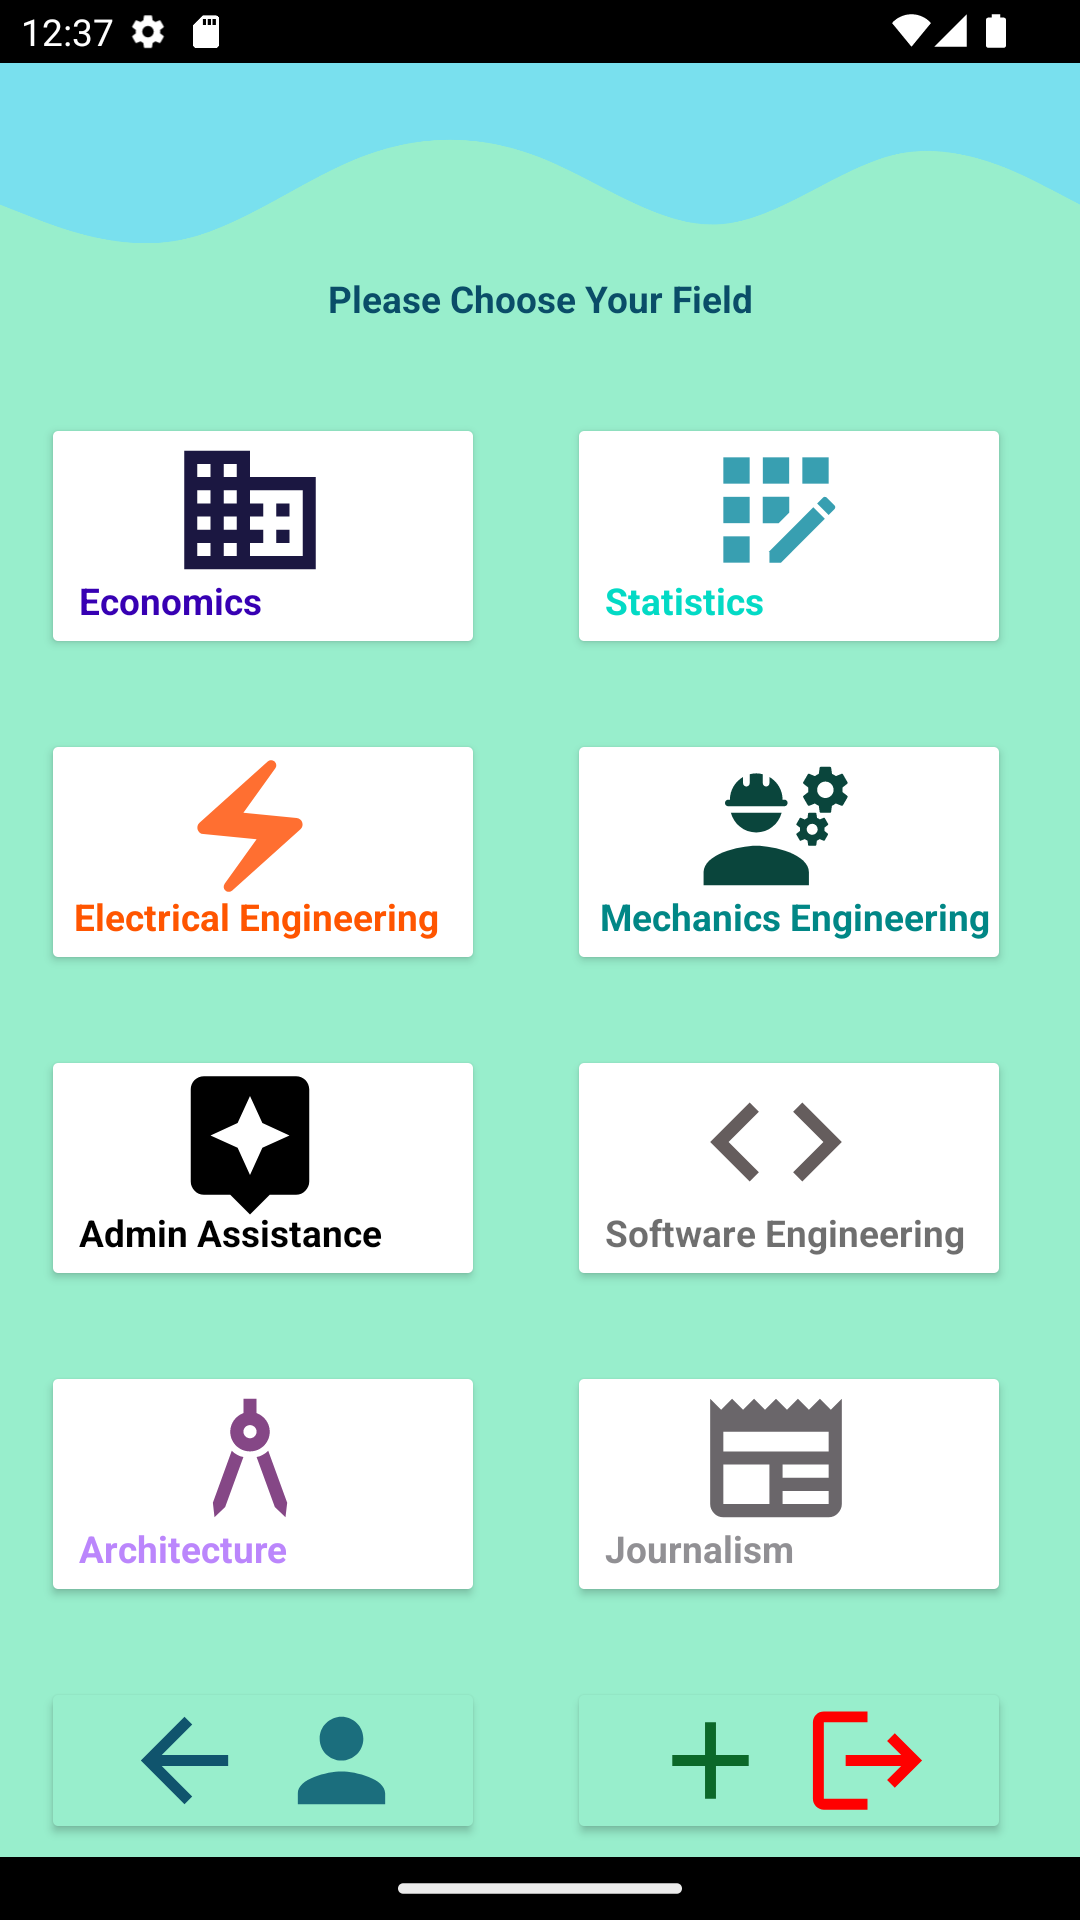 12:37
Please Choose Your Field
Economics
Statistics
Electrical Engineering
Mechanics Engineering
Admin Assistance
Software Engineering
Architecture
Journalism